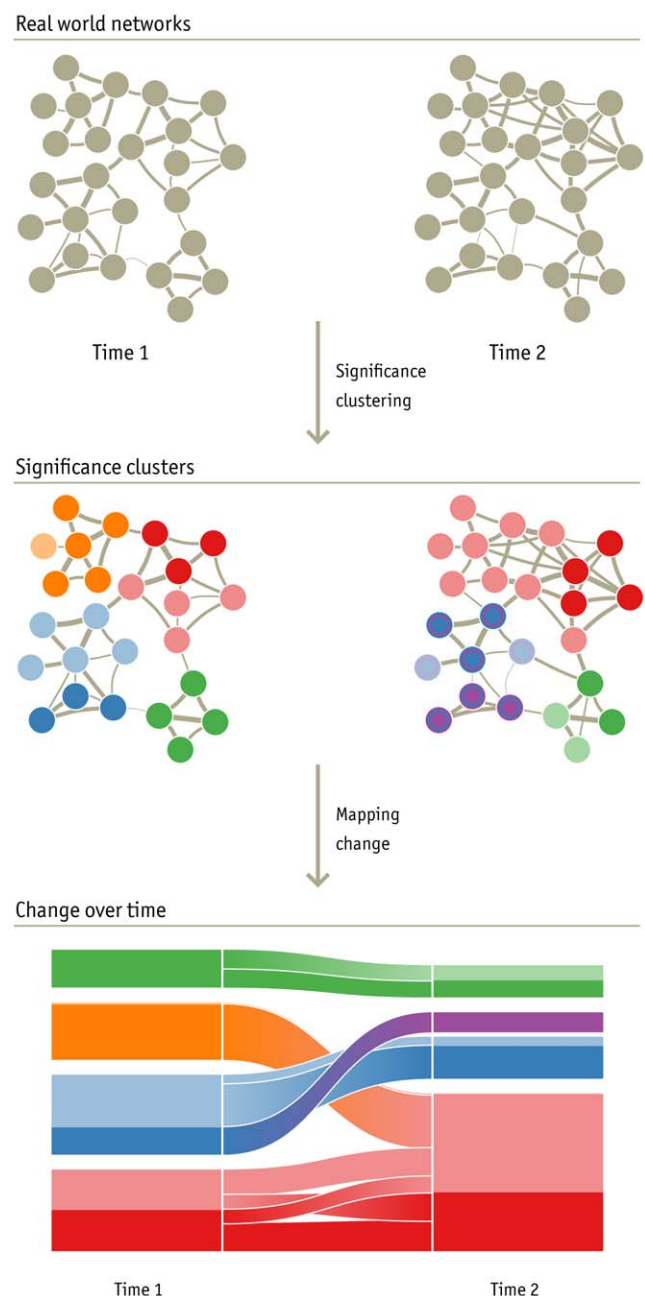 Real world networks
Time 1
Time 2
Significance
clustering
Significance clusters
Mapping
change
Change over time
Time 1
Time 2